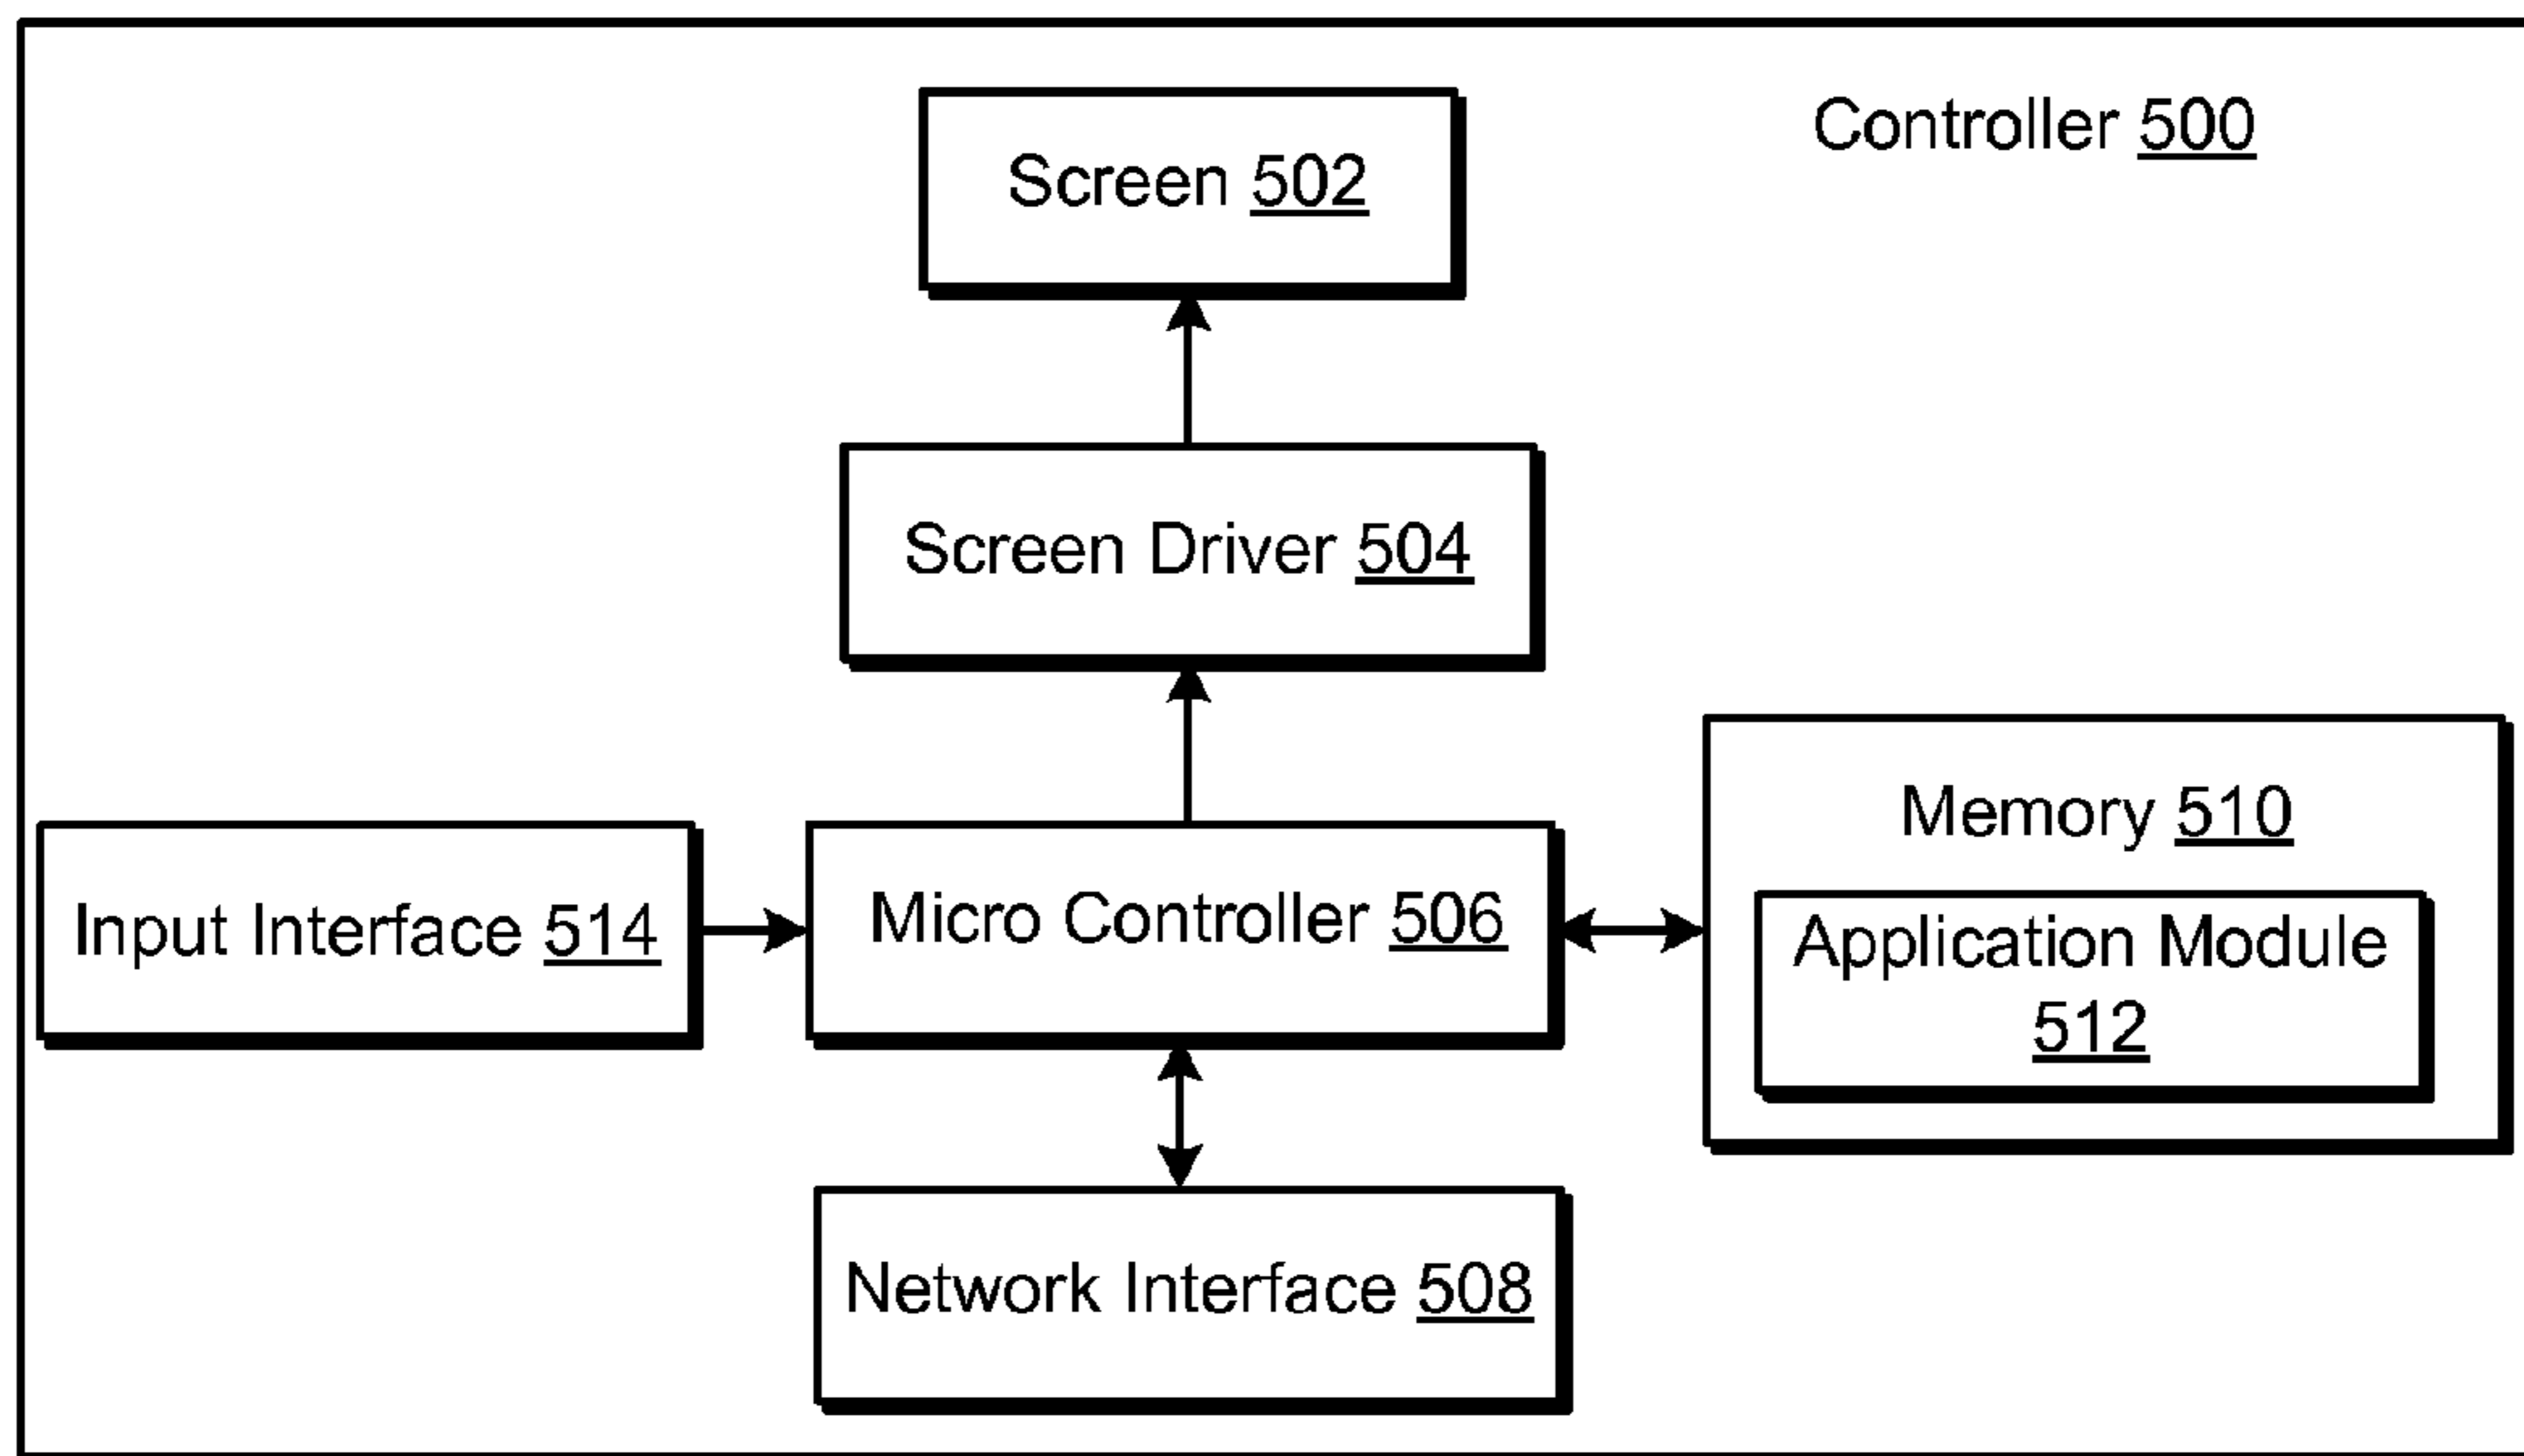 Controller 500
Screen 502
Screen Driver 504
Memory 510
Input Interface 514
Micro Controller 506
Application Module
512
Network Interface 508